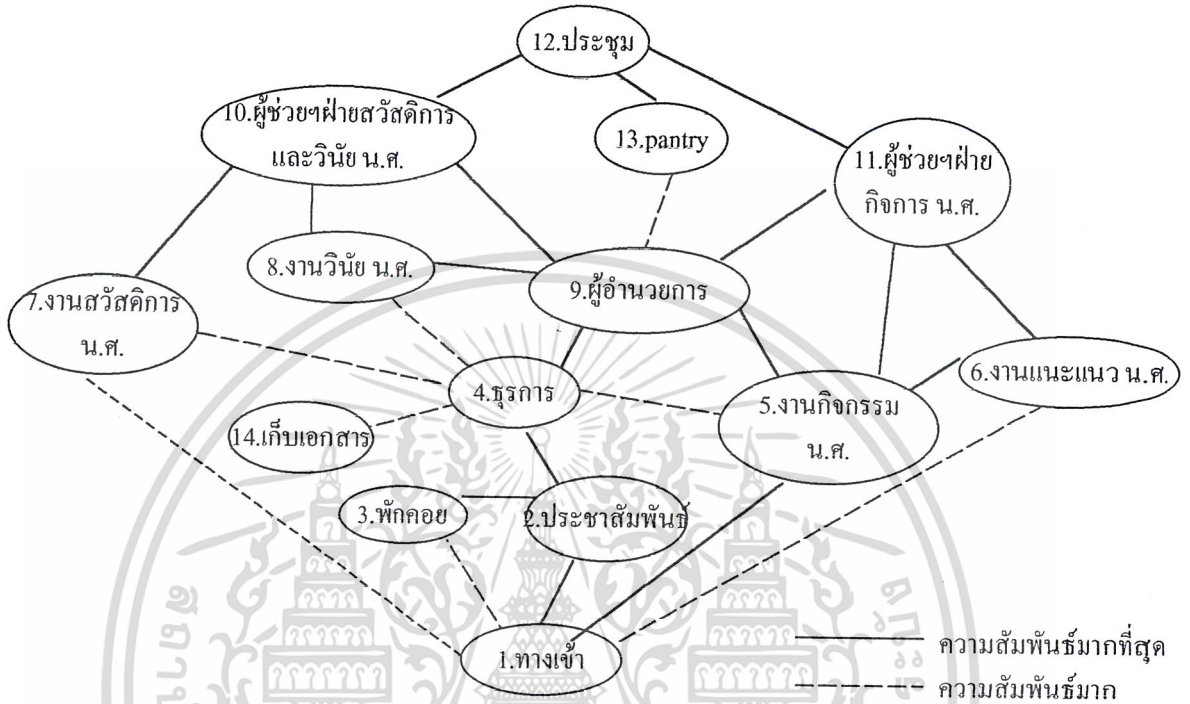 12.ประชุม
10.ผู้ช่วยฯฝ่ายสวัสดิการ
และวินัย น.ศ.
13.pantry
11.ผู้ช่วยฯฝ่าย
กิจการ น.ศ.
8.งานวินัย น.ศ.
9.ผู้อำนวยการ
7.งานสวัสดิการ
น.ศ.
6.งานแนะแนว น.ศ.
4.ธุรการ
5.งานกิจกรรม
น.ศ.
14.เก็บเอกสาร
3.พักคอย
2.ประชาสัมพันธ์
1.ทางเข้า
ความสัมพันธ์มากที่สุด
ความสัมพันธ์มาก